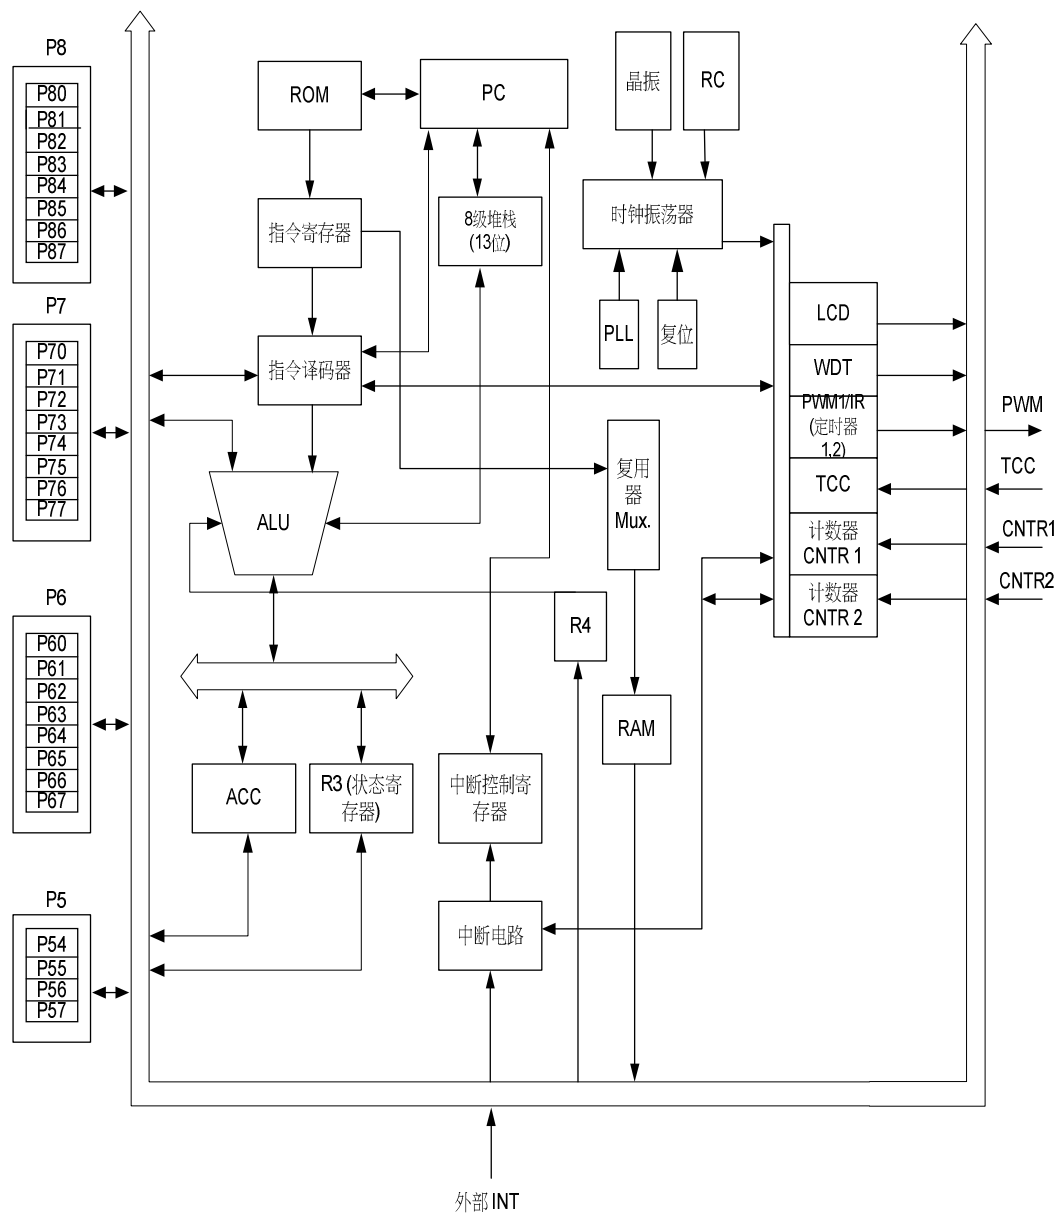 P8
P80
P81
P82
P83
P84
P85
P86
P87
P7
P70
P71
P72
P73
P74
P75
P76
P77
P6
P60
P61
P62
P63
P64
P65
P66
P67
P5
P54
P55
P56
P57
ROM
PC
指令寄存器
8级堆栈
(13位)
指令译码器
ALU
ACC
R3 (状态寄
存器)
中断控制寄
存器
中断电路
外部 INT
晶振
RC
时钟振荡器
PLL
复位
复用
器
Mux.
R4
RAM
LCD
WDT
PWM1/IR
(定时器
1,2)
TCC
计数器
CNTR 1
计数器
CNTR 2
PWM
TCC
CNTR1
CNTR2